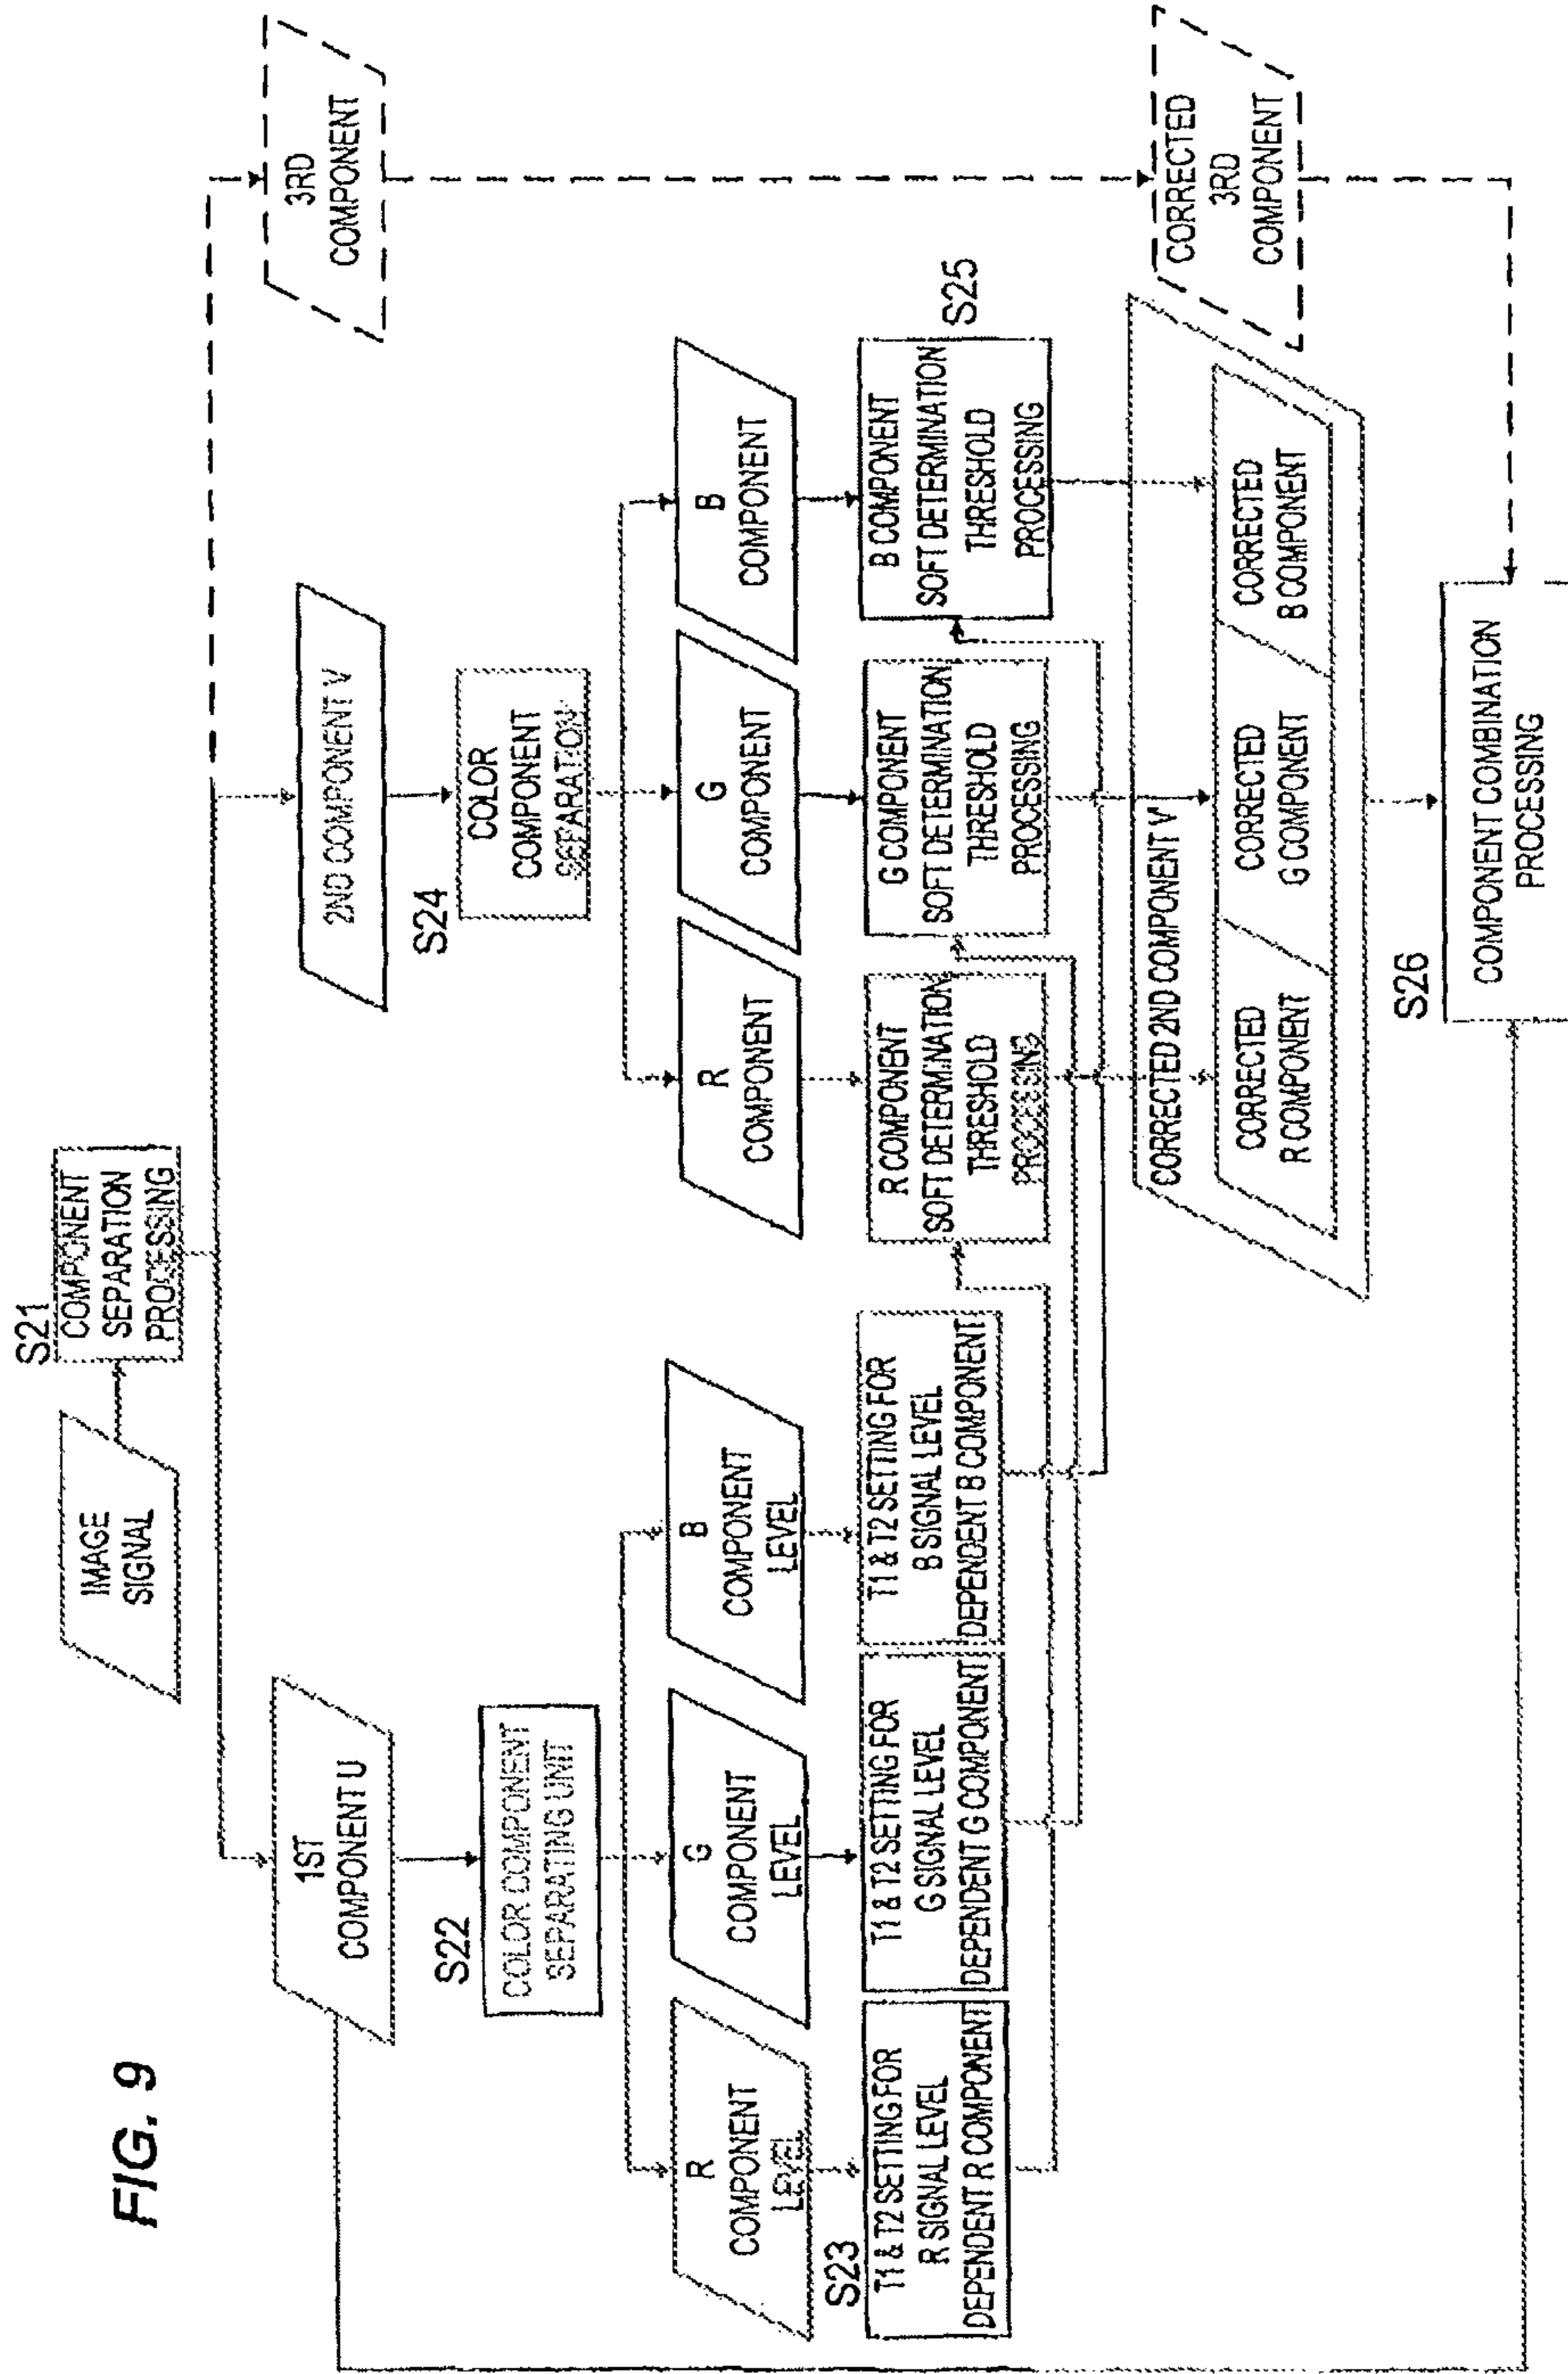 FIG. 9
IMAGE
SIGNAL
S21
COMPONENT
SEPARATION
PROCESSING
1ST
COMPONENT U
2ND COMPONENT V
3RD
COMPONENT
S22
COLOR COMPONENT
SEPARATING UNIT
S24
COLOR
COMPONENT
SEPARATION
R
COMPONENT
LEVEL
G
COMPONENT
LEVEL
B
COMPONENT
LEVEL
R
COMPONENT
G
COMPONENT
B
COMPONENT
S23
T1 & T2 SETTING FOR
R SIGNAL LEVEL
DEPENDENT R COMPONENT
T1 & T2 SETTING FOR
G SIGNAL LEVEL
DEPENDENT G COMPONENT
T1 & T2 SETTING FOR
B SIGNAL LEVEL
DEPENDENT B COMPONENT
R COMPONENT
SOFT DETERMINATION
THRESHOLD
PROCESSING
G COMPONENT
SOFT DETERMINATION
THRESHOLD
PROCESSING
B COMPONENT
SOFT DETERMINATION
THRESHOLD
PROCESSING
S25
CORRECTED 2ND COMPONENT V
CORRECTED
R COMPONENT
CORRECTED
G COMPONENT
CORRECTED
B COMPONENT
CORRECTED
3RD
COMPONENT
S26
COMPONENT COMBINATION
PROCESSING